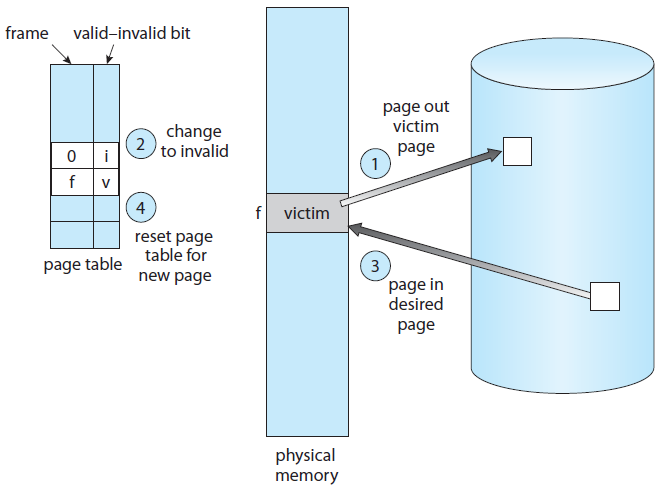 frame valid–invalid bit
0 i
f v
2 change
to invalid
4
reset page
table for
new page
page table
f victim
physical
memory
page out
victim
page
1
3
page in
desired
page